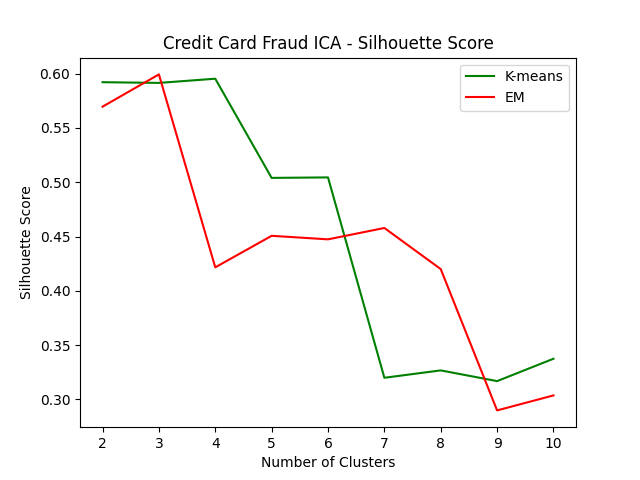 Credit Card Fraud ICA - Silhouette Score
K-means
EM
0.60
0.55
0.50
0.45
0.40
0.35
0.30
Silhouette Score
2 3 4 5 6 7 8 9 10
Number of Clusters